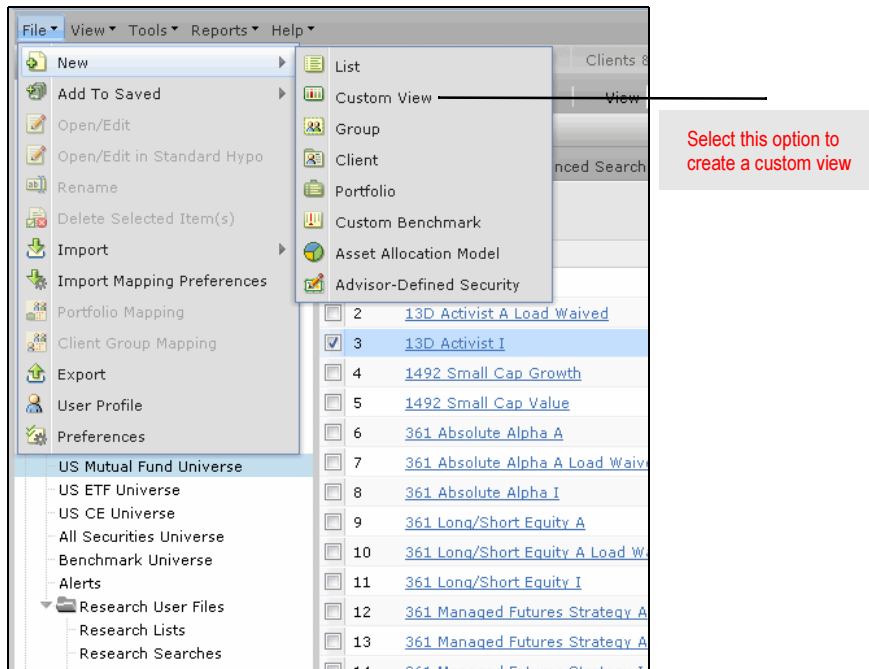 File View Tools Reports Help
New
Add To Saved
Open/Edit
Open/Edit in Standard Hypo
Rename
Delete Selected Item(s)
Import
Import Mapping Preferences
Portfolio Mapping
Client Group Mapping
Export
User Profile
Preferences
List
Custom View
Group
Client
Portfolio
Custom Benchmark
Asset Allocation Model
Advisor-Defined Security
Clients &
View
nced Search
Select this option to
create a custom view
2 13D Activist A Load Waived
3 13D Activist I
4 1492 Small Cap Growth
5 1492 Small Cap Value
6 361 Absolute Alpha A
7 361 Absolute Alpha A Load Waive
8 361 Absolute Alpha I
9 361 Long/Short Equity A
10 361 Long/Short Equity A Load W
11 361 Long/Short Equity I
12 361 Managed Futures Strategy A
13 361 Managed Futures Strategy A
US Mutual Fund Universe
US ETF Universe
US CE Universe
All Securities Universe
Benchmark Universe
Alerts
Research User Files
Research Lists
Research Searches